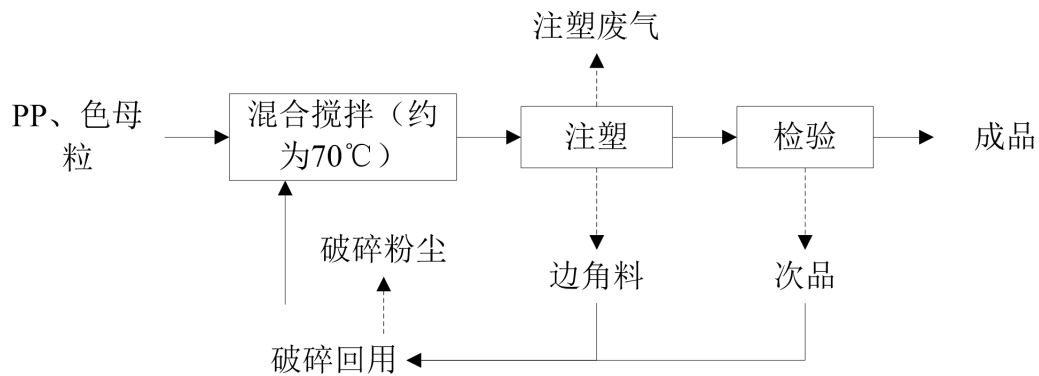 注塑废气
PP、色母
粒
混合搅拌（约
为70℃）
注塑
检验
成品
破碎粉尘
边角料
次品
破碎回用